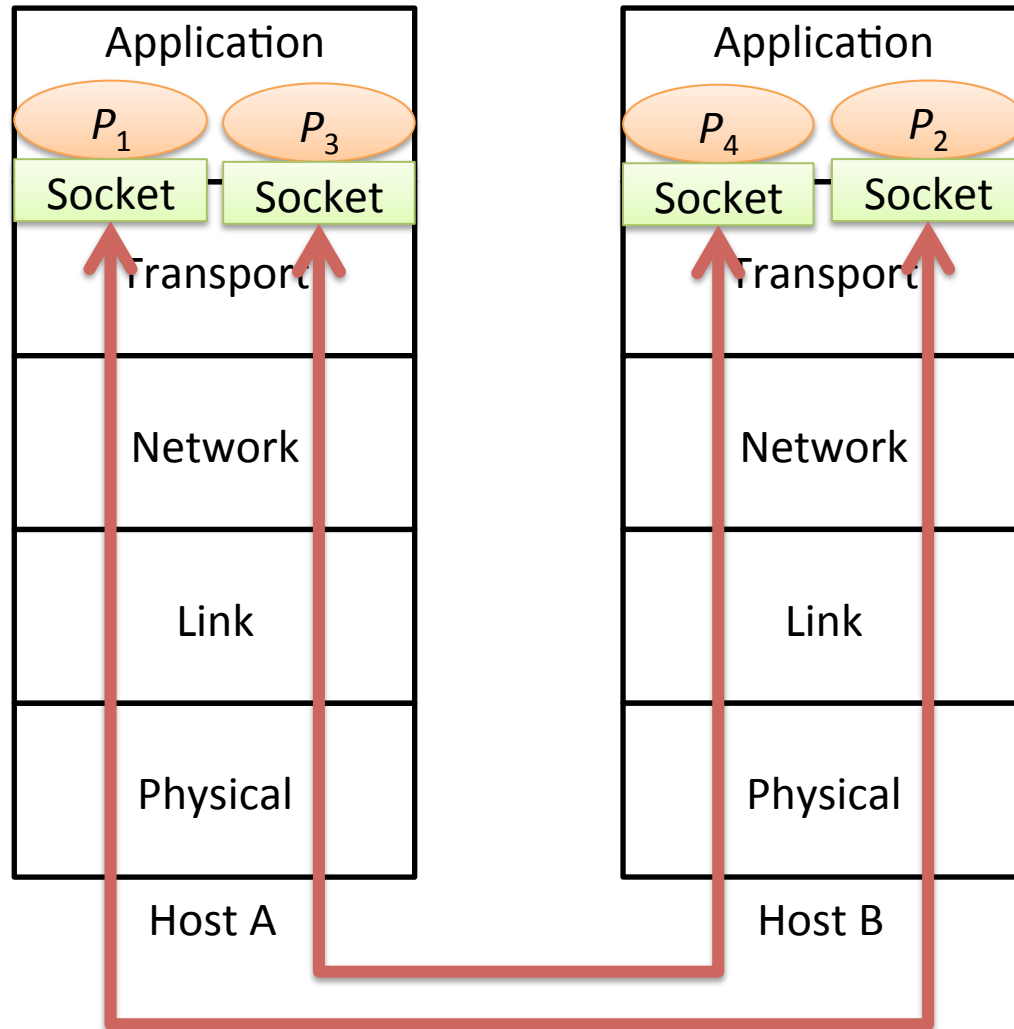 Application
P1
P3
Socket
Socket
Transport
Network
Link
Physical
Host A
Application
P4
P2
Socket
Socket
Transport
Network
Link
Physical
Host B